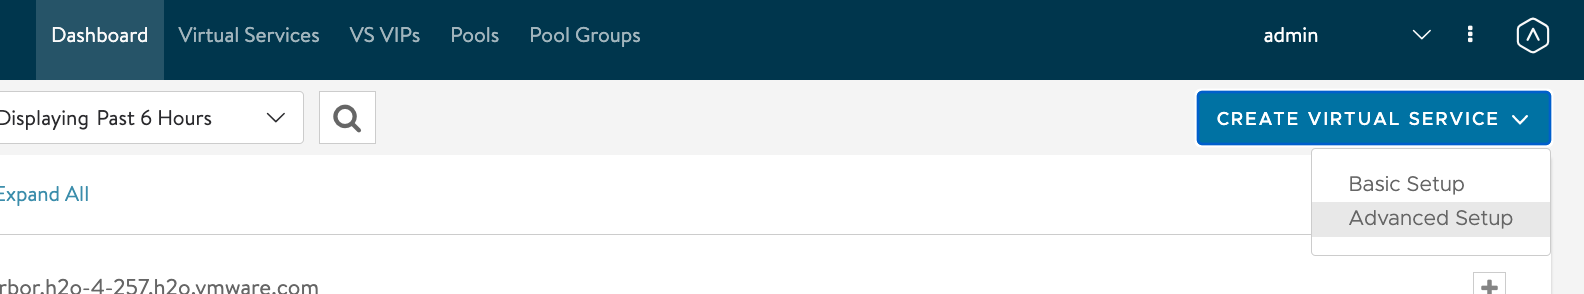 Dashboard Virtual Services VS VIPs Pools Pool Groups admin
Displaying Past 6 Hours CREATE VIRTUAL SERVICE
Basic Setup
Expand All
Advanced Setup
rbor.h2o-4-257.h2o.vmware.com